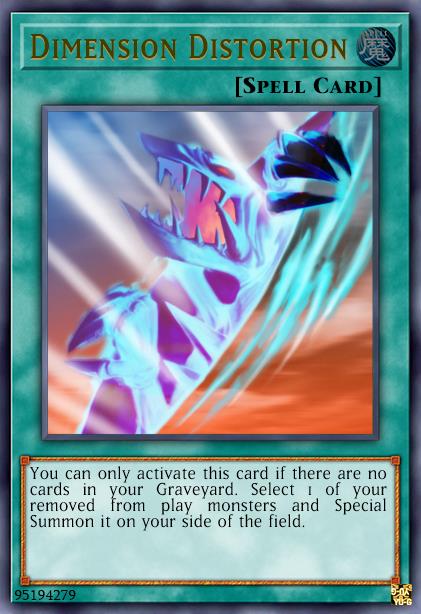 Dimension Distortion 魔
[Spell Card]
You can only activate this card if there are no
cards in your Graveyard. Select 1 of your
removed from play monsters and Special
Summon it on your side of the field.
95194279